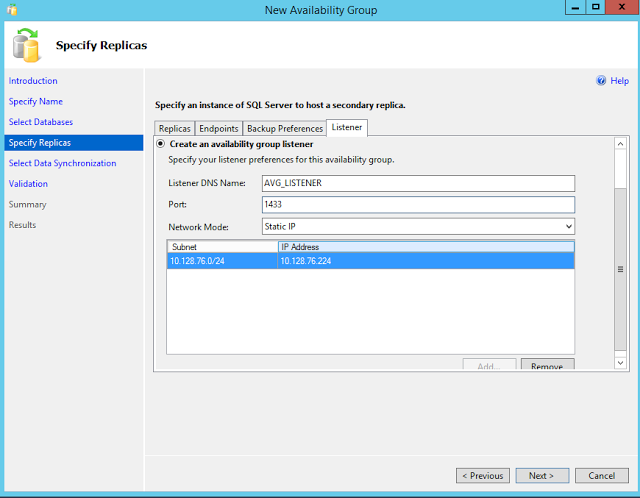 New Availability Group
Specify Replicas
Introduction
Specify Name
Select Databases
Specify Replicas
Select Data Synchronization
Validation
Summary
Results
Help
Specify an instance of SQL Server to host a secondary replica.
Replicas Endpoints Backup Preferences Listener
Create an availability group listener
Specify your listener preferences for this availability group.
Listener DNS Name: AVG_LISTENER
Port: 1433
Network Mode: Static IP
Subnet IP Address
10.128.76.0/24 10.128.76.224
Add... Remove
< Previous Next > Cancel